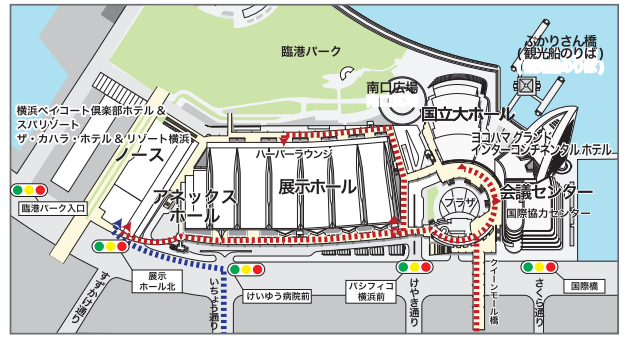 臨港パーク
ぷかりさん橋
(観光船のりば)
南口広場
国立大ホール
横浜ベイコート倶楽部ホテル &
スパリゾート
ザ・カハラ・ホテル & リゾート横浜
ノース
ハーバーラウンジ
ヨコハマ グランド
インターコンチネンタル ホテル
展示ホール
アネックス
ホール
プラザ
会議センター
国際協力センター
臨港パーク入口
展示
ホール北
けいゆう病院前
パシフィコ
横浜前
国際橋
すずかけ通り
いちょう通り
けやき通り
クイーンモール橋
さくら通り